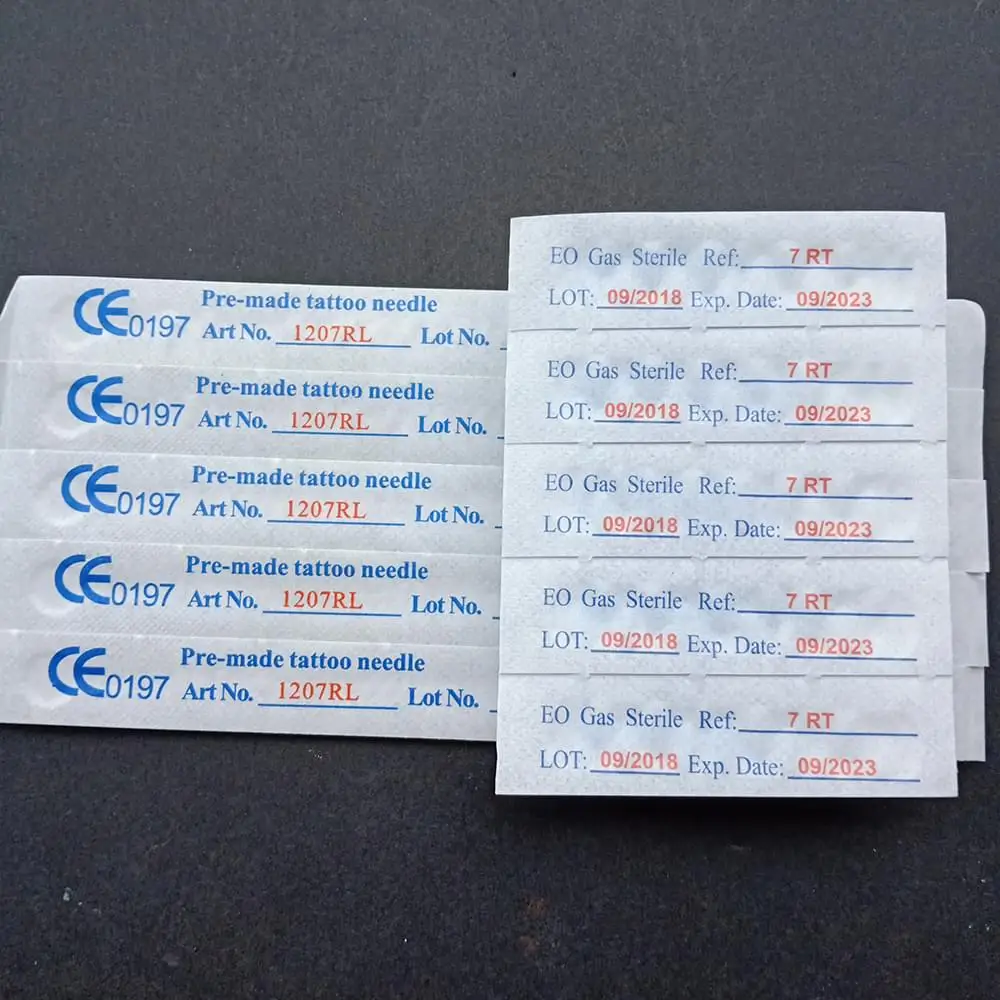 CE0197 Pre-made tattoo needle
Art No. 1207RL Lot No.
CE0197 Pre-made tattoo needle
Art No. 1207RL Lot No.
CE0197 Pre-made tattoo needle
Art No. 1207RL Lot No.
CE0197 Pre-made tattoo needle
Art No. 1207RL Lot No.
CE0197 Pre-made tattoo needle
Art No. 1207RL Lot No.
EO Gas Sterile Ref: 7 RT
LOT: 09/2018 Exp. Date: 09/2023
EO Gas Sterile Ref: 7 RT
LOT: 09/2018 Exp. Date: 09/2023
EO Gas Sterile Ref: 7 RT
LOT: 09/2018 Exp. Date: 09/2023
EO Gas Sterile Ref: 7 RT
LOT: 09/2018 Exp. Date: 09/2023
EO Gas Sterile Ref: 7 RT
LOT: 09/2018 Exp. Date: 09/2023